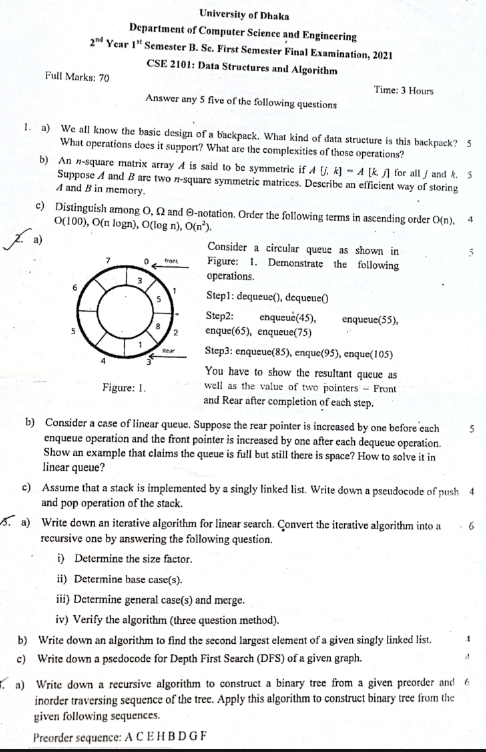 University of Dhaka
Department of Computer Science and Engineering
2nd Year 1st Semester B. Sc. First Semester Final Examination, 2021
CSE 2101: Data Structures and Algorithm
Full Marks: 70
Time: 3 Hours
Answer any 5 five of the following questions
1. a) We all know the basic design of a backpack. What kind of data structure is this backpack? 5
What operations does it support? What are the complexities of those operations?
b) An n-square matrix array A is said to be symmetric if A [j, k] = A [k, j] for all j and k. 5
Suppose A and B are two n-square symmetric matrices. Describe an efficient way of storing
A and B in memory.
c) Distinguish among O, Ω and Θ-notation. Order the following terms in ascending order O(n), 4
O(100), O(n logn), O(log n), O(n²).
2. a)
Consider a circular queue as shown in 5
Figure: 1. Demonstrate the following
operations.
Step1: dequeue(), dequeue()
Step2: enqueue(45), enqueue(55),
enque(65), enqueue(75)
Step3: enqueue(85), enque(95), enque(105)
You have to show the resultant queue as
well as the value of two pointers – Front
and Rear after completion of each step.
7 0 front
6 3 1
5
5 8 2
1 Rear
4 3
Figure: 1.
b) Consider a case of linear queue. Suppose the rear pointer is increased by one before each 5
enqueue operation and the front pointer is increased by one after each dequeue operation.
Show an example that claims the queue is full but still there is space? How to solve it in
linear queue?
c) Assume that a stack is implemented by a singly linked list. Write down a pseudocode of push 4
and pop operation of the stack.
3. a) Write down an iterative algorithm for linear search. Convert the iterative algorithm into a 6
recursive one by answering the following question.
i) Determine the size factor.
ii) Determine base case(s).
iii) Determine general case(s) and merge.
iv) Verify the algorithm (three question method).
b) Write down an algorithm to find the second largest element of a given singly linked list. 4
c) Write down a psedocode for Depth First Search (DFS) of a given graph. 4
a) Write down a recursive algorithm to construct a binary tree from a given preorder and 6
inorder traversing sequence of the tree. Apply this algorithm to construct binary tree from the
given following sequences.
Preorder sequence: A C E H B D G F